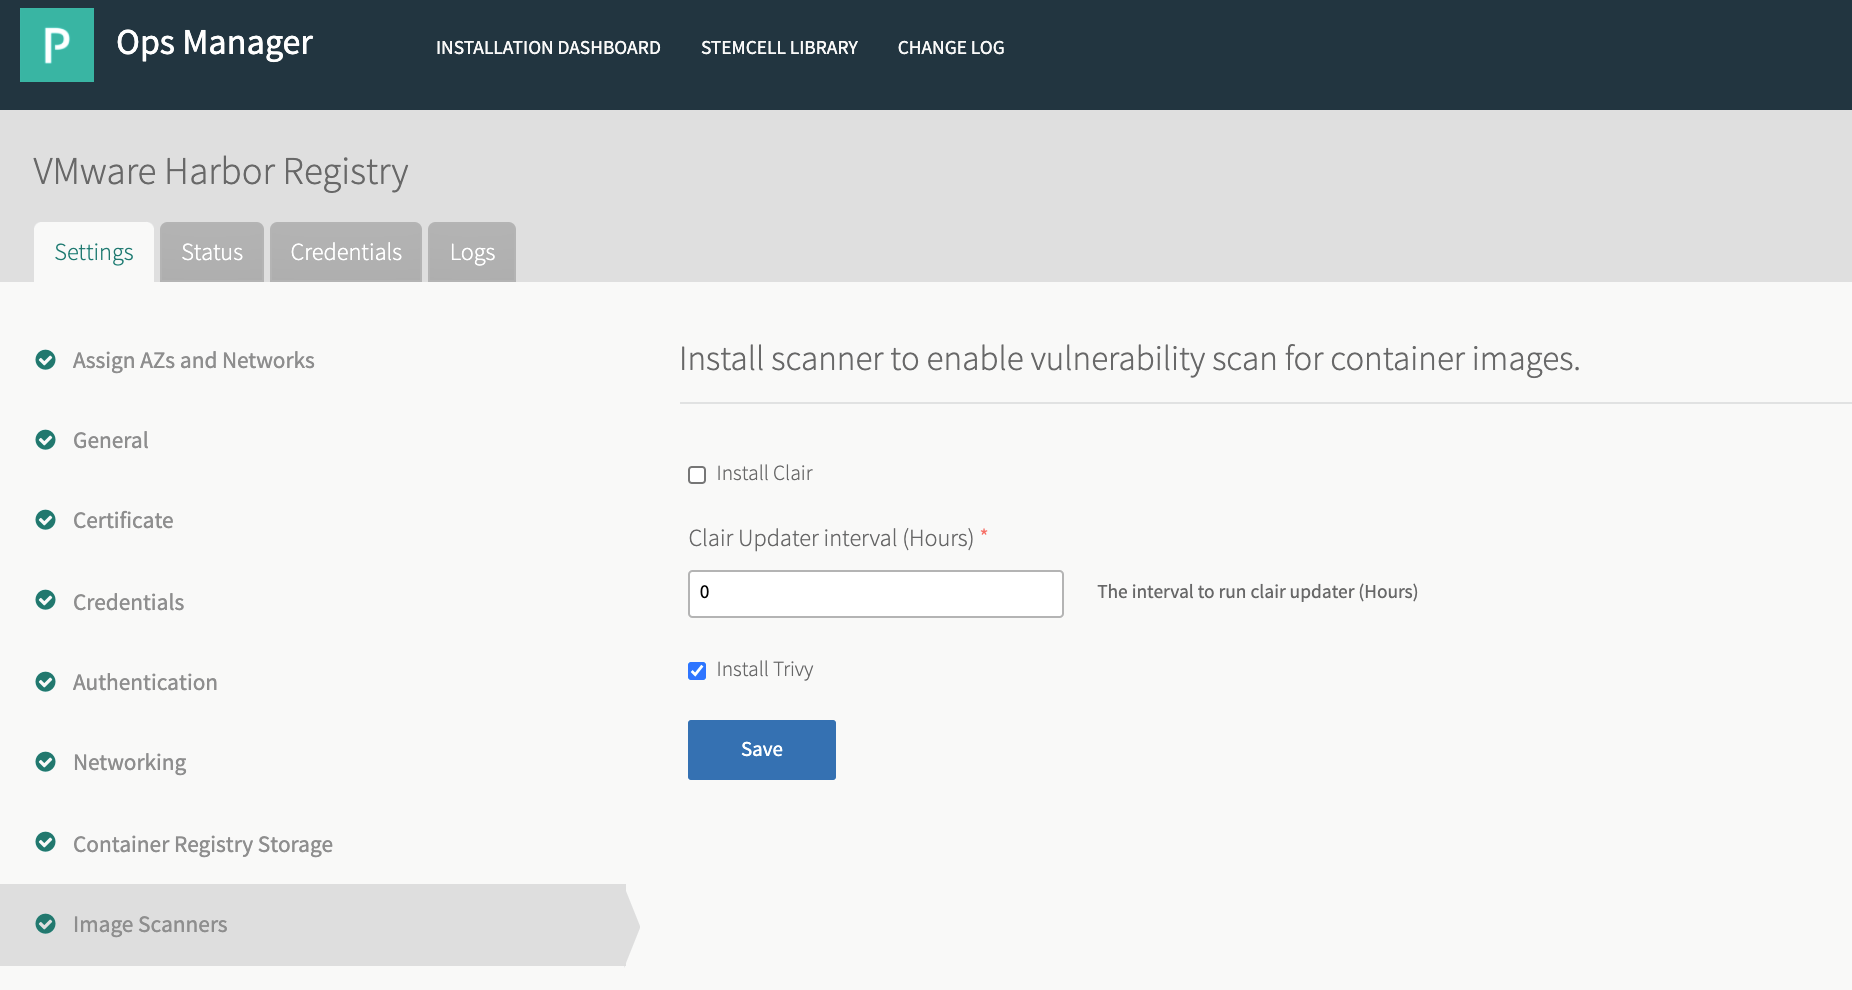 P Ops Manager INSTALLATION DASHBOARD STEMCELL LIBRARY CHANGE LOG
VMware Harbor Registry
Settings Status Credentials Logs
Assign AZs and Networks
General
Certificate
Credentials
Authentication
Networking
Container Registry Storage
Image Scanners
Install scanner to enable vulnerability scan for container images.
Install Clair
Clair Updater interval (Hours) *
0 The interval to run clair updater (Hours)
Install Trivy
Save